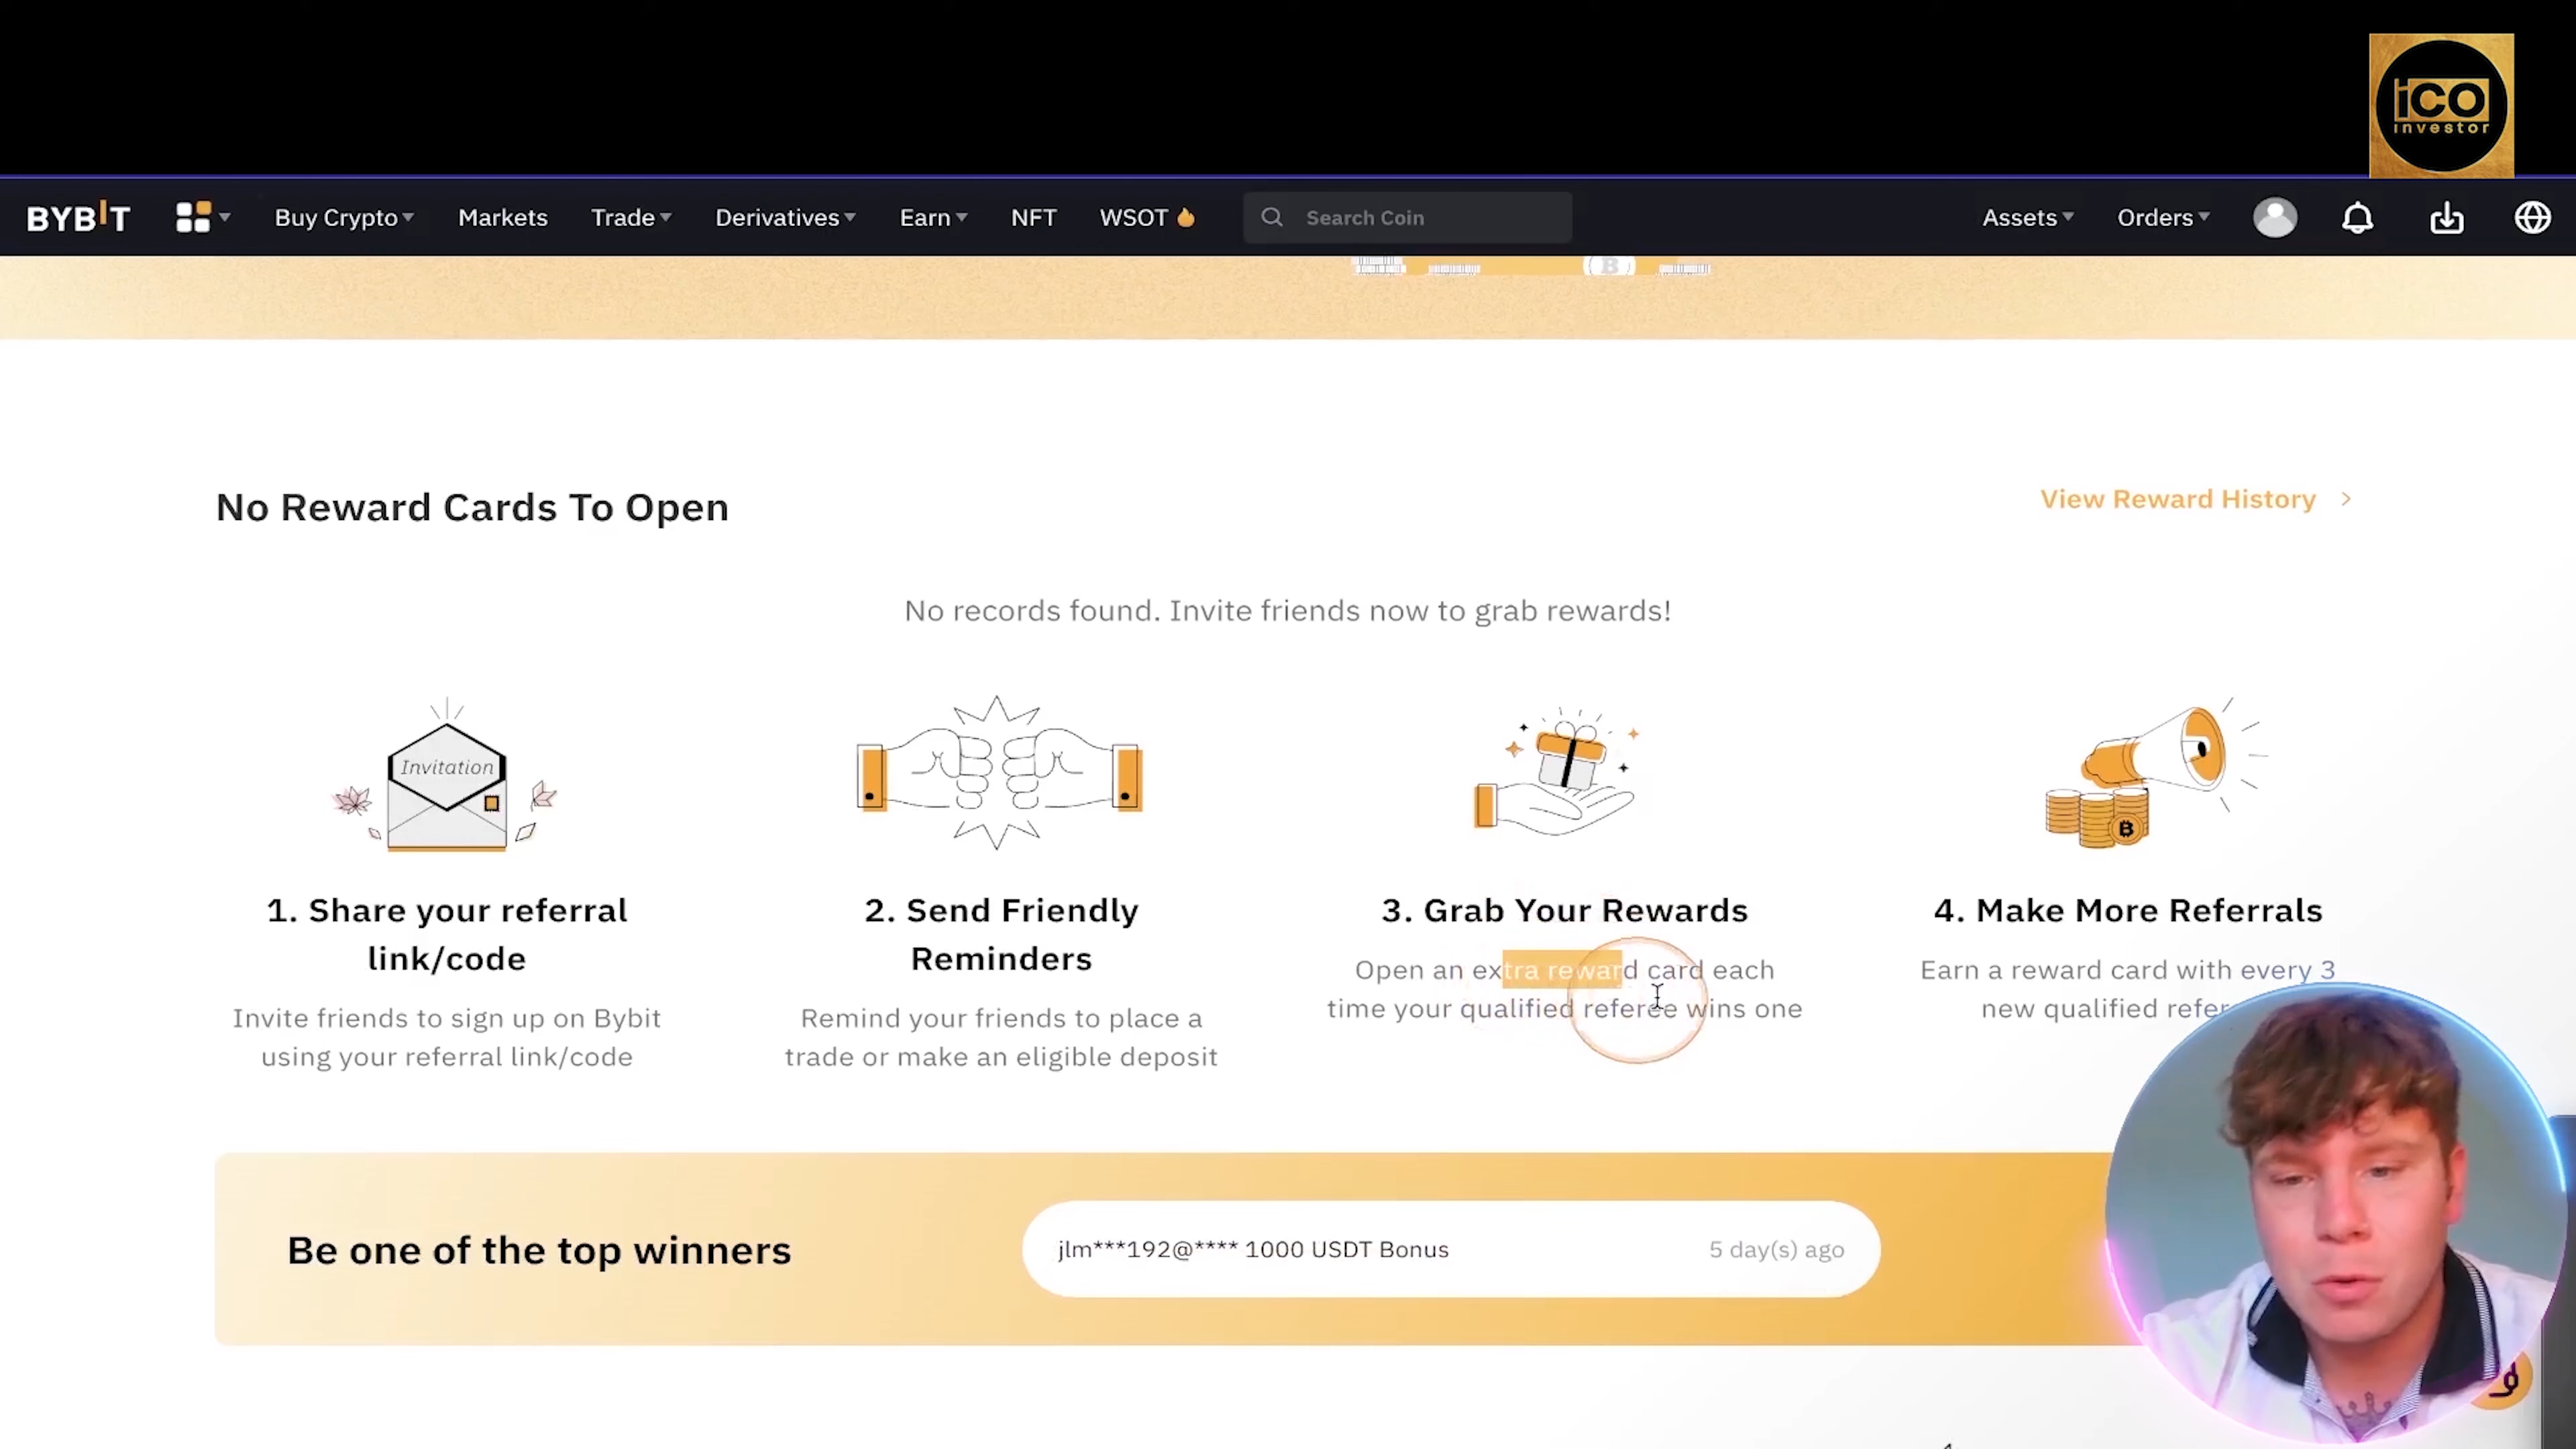 iCO
investor
BYBIT
Buy Crypto
Markets
Trade
Derivatives
Earn
NFT
WSOT
Search Coin
Assets
Orders
B
No Reward Cards To Open
View Reward History
No records found. Invite friends now to grab rewards!
Invitation
B
1. Share your referral
link/code
Invite friends to sign up on Bybit
using your referral link/code
2. Send Friendly
Reminders
Remind your friends to place a
trade or make an eligible deposit
3. Grab Your Rewards
Open an extra reward card each
time your qualified referee wins one
4. Make More Referrals
Earn a reward card with every 3
new qualified refe
Be one of the top winners
jlm***192@**** 1000 USDT Bonus
5 day(s) ago